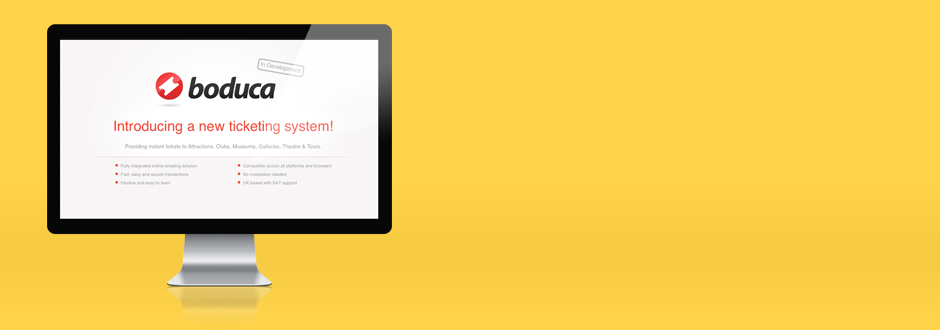 In Development
boduca
Introducing a new ticketing system!
Providing instant tickets to Attractions, Clubs, Museums, Galleries, Theatre & Tours.
Fully integrated online ticketing solution
Compatible across all platforms and browsers
Fast, easy and secure transactions
No installation needed
Intuitive and easy to learn
UK based with 24/7 support